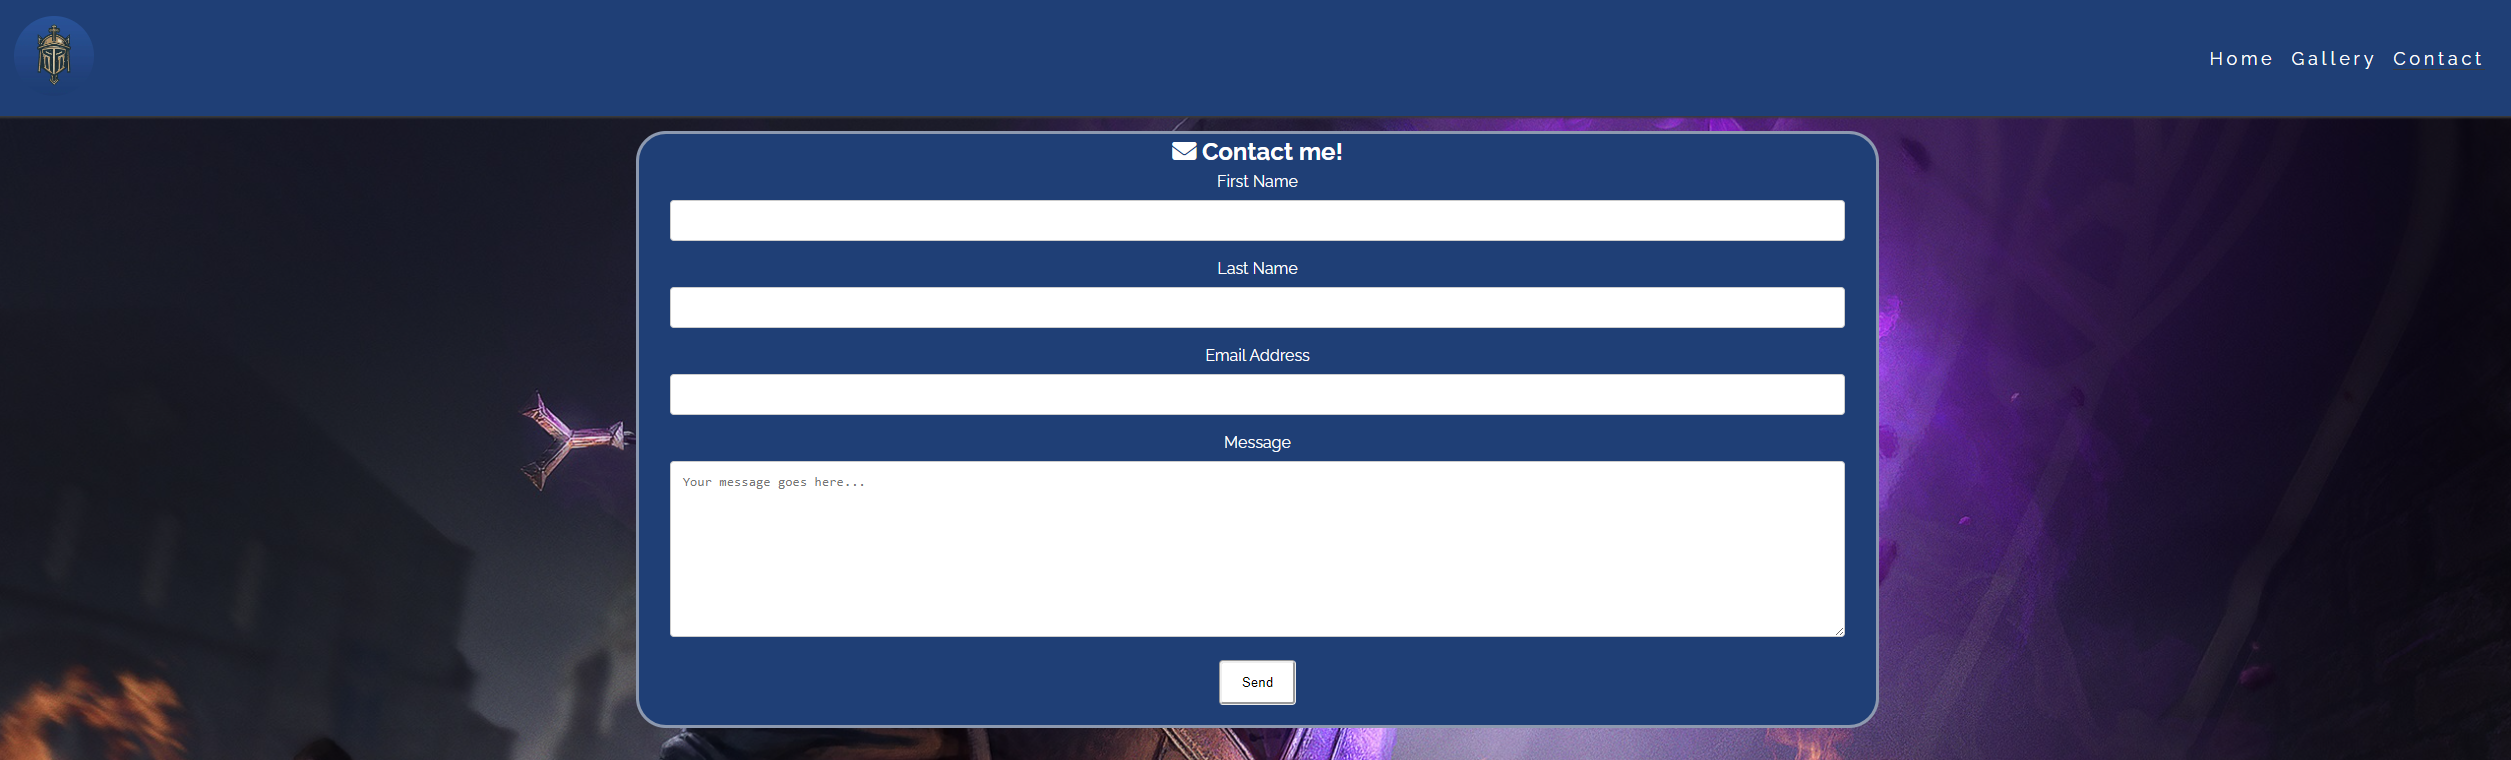 Home Gallery Contact
Contact me!
First Name
Last Name
Email Address
Message
Your message goes here...
Send